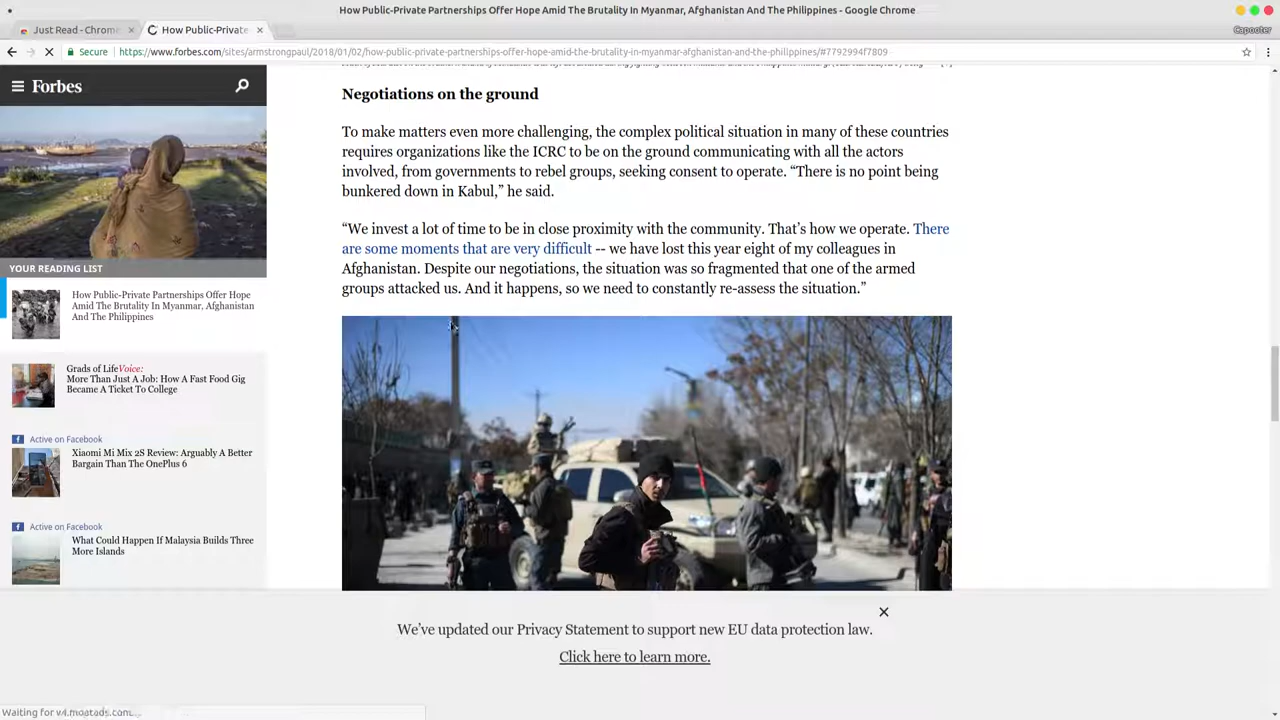 How Public-Private Partnerships Offer Hope Amid The Brutality In Myanmar, Afghanistan And The Philippines - Google Chrome
Just Read - Chrome
How Public-Private
Capooter
Secure
https://www.forbes.com/sites/armstrongpaul/2018/01/02/how-public-private-partnerships-offer-hope-amid-the-brutality-in-myanmar-afghanistan-and-the-philippines/#7792994f7809
Forbes
YOUR READING LIST
How Public-Private Partnerships Offer Hope
Amid The Brutality In Myanmar, Afghanistan
And The Philippines
Grads of LifeVoice:
More Than Just A Job: How A Fast Food Gig
Became A Ticket To College
Active on Facebook
Xiaomi Mi Mix 2S Review: Arguably A Better
Bargain Than The OnePlus 6
Active on Facebook
What Could Happen If Malaysia Builds Three
More Islands
Negotiations on the ground
To make matters even more challenging, the complex political situation in many of these countries
requires organizations like the ICRC to be on the ground communicating with all the actors
involved, from governments to rebel groups, seeking consent to operate. “There is no point being
bunkered down in Kabul,” he said.
“We invest a lot of time to be in close proximity with the community. That’s how we operate. There
are some moments that are very difficult -- we have lost this year eight of my colleagues in
Afghanistan. Despite our negotiations, the situation was so fragmented that one of the armed
groups attacked us. And it happens, so we need to constantly re-assess the situation.”
We’ve updated our Privacy Statement to support new EU data protection law.
Click here to learn more.
Waiting for v4.moatads.com...